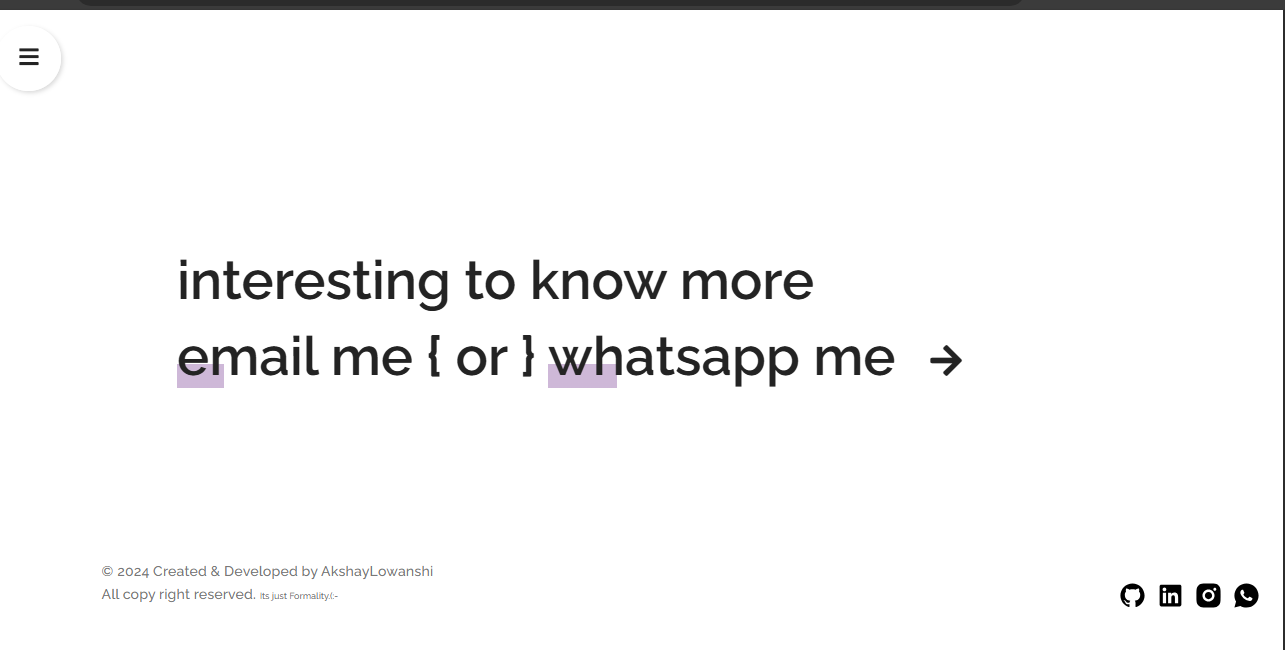 interesting to know more
email me { or } whatsapp me
© 2024 Created & Developed by AkshayLowanshi
All copy right reserved. Its just Formality.(:-